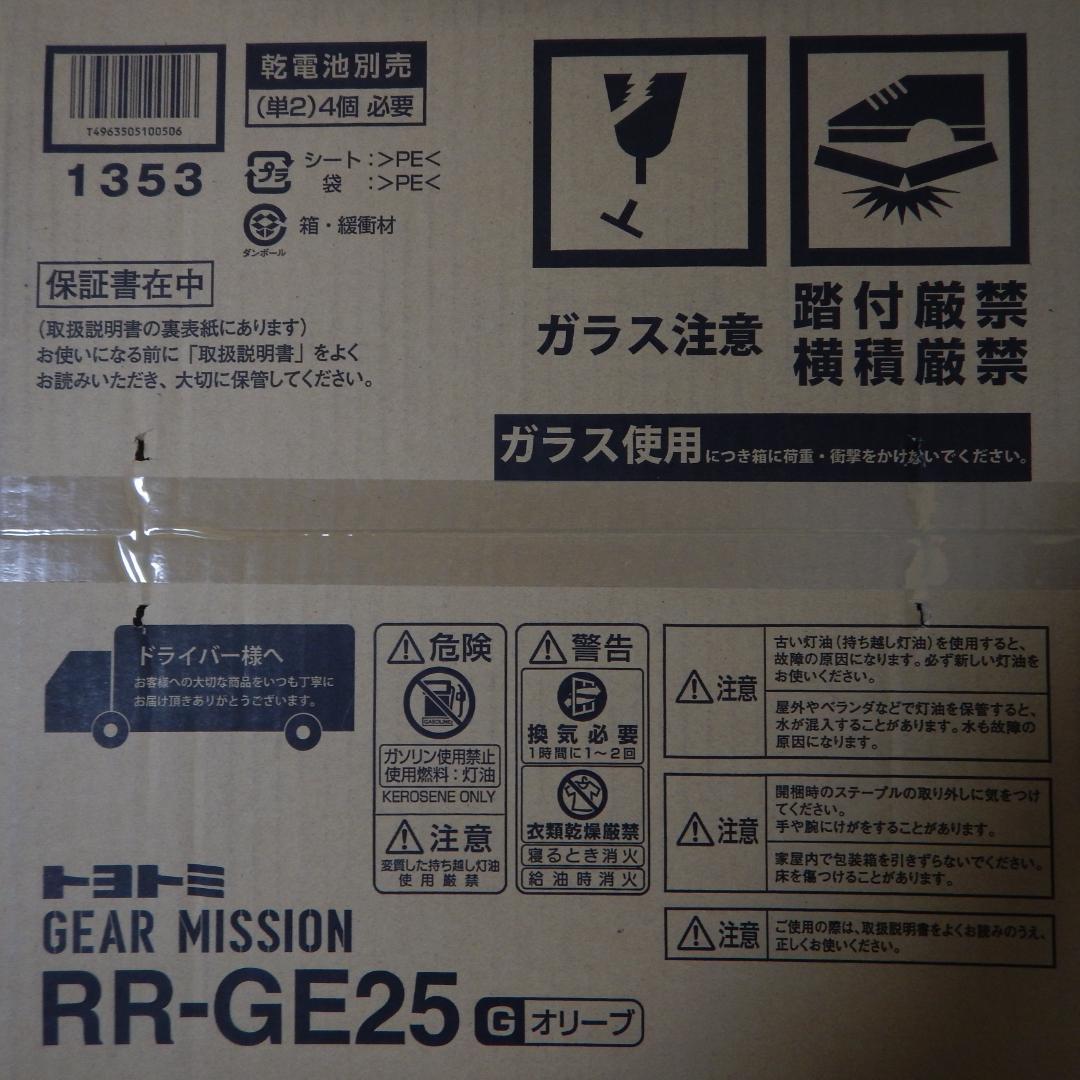 T4963505100506
1353
乾電池別売
(単2)4個 必要
プラ
シート:>PE<
袋 :>PE<
ダンボール
箱・緩衝材
保証書在中
(取扱説明書の裏表紙にあります)
お使いになる前に「取扱説明書」をよく
お読みいただき、大切に保管してください。
ガラス注意
踏付厳禁
横積厳禁
ガラス使用につき箱に荷重・衝撃をかけないでください。
ドライバー様へ
お客様への大切な商品をいつも丁寧に
お届け頂きありがとうございます。
危険
GASOLINE
ガソリン使用禁止
使用燃料:灯油
KEROSENE ONLY
注意
変質した持ち越し灯油
使用厳禁
警告
換気必要
1時間に1～2回
衣類乾燥厳禁
寝るとき消火
給油時消火
注意
古い灯油(持ち越し灯油)を使用すると、
故障の原因になります。必ず新しい灯油を
お使いください。
屋外やベランダなどで灯油を保管すると、
水が混入することがあります。水も故障の
原因になります。
注意
開梱時のステープルの取り外しに気をつけ
てください。
手や腕にけがをすることがあります。
家屋内で包装箱を引きずらないでください。
床を傷つけることがあります。
注意
ご使用の際は、取扱説明書をよくお読みのうえ、
正しくお使いください。
トヨトミ
GEAR MISSION
RR-GE25 G オリーブ